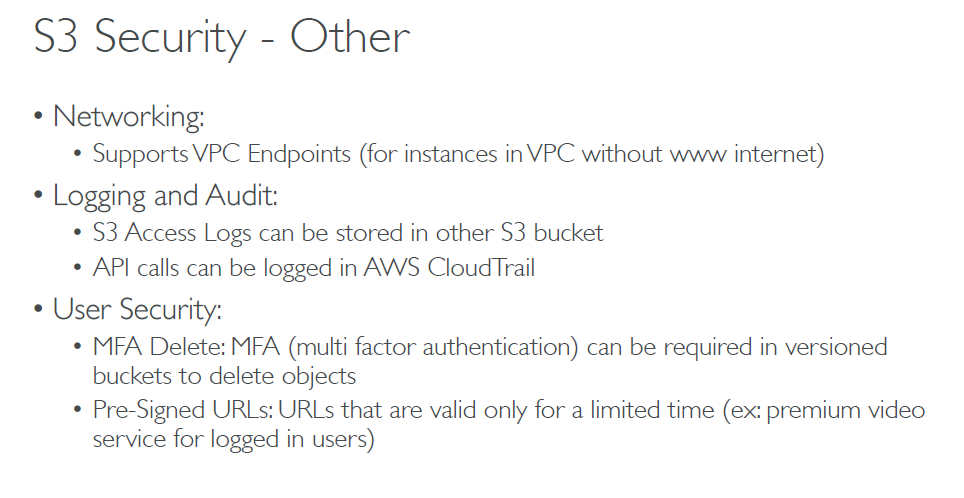 S3 Security - Other
• Networking:
• Supports VPC Endpoints (for instances in VPC without www internet)
• Logging and Audit:
• S3 Access Logs can be stored in other S3 bucket
• API calls can be logged in AWS CloudTrail
• User Security:
• MFA Delete: MFA (multi factor authentication) can be required in versioned
buckets to delete objects
• Pre-Signed URLs: URLs that are valid only for a limited time (ex: premium video
service for logged in users)